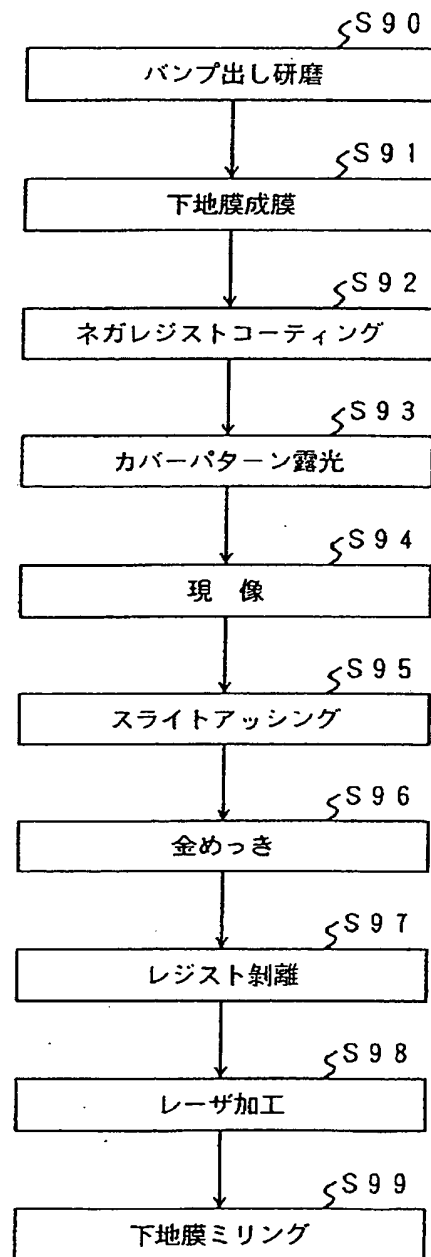 S90
バンプ出し研磨
S91
下地膜成膜
S92
ネガレジストコーティング
S93
カバーパターン露光
S94
現 像
S95
スライトアッシング
S96
金めっき
S97
レジスト剝離
S98
レーザ加工
S99
下地膜ミリング